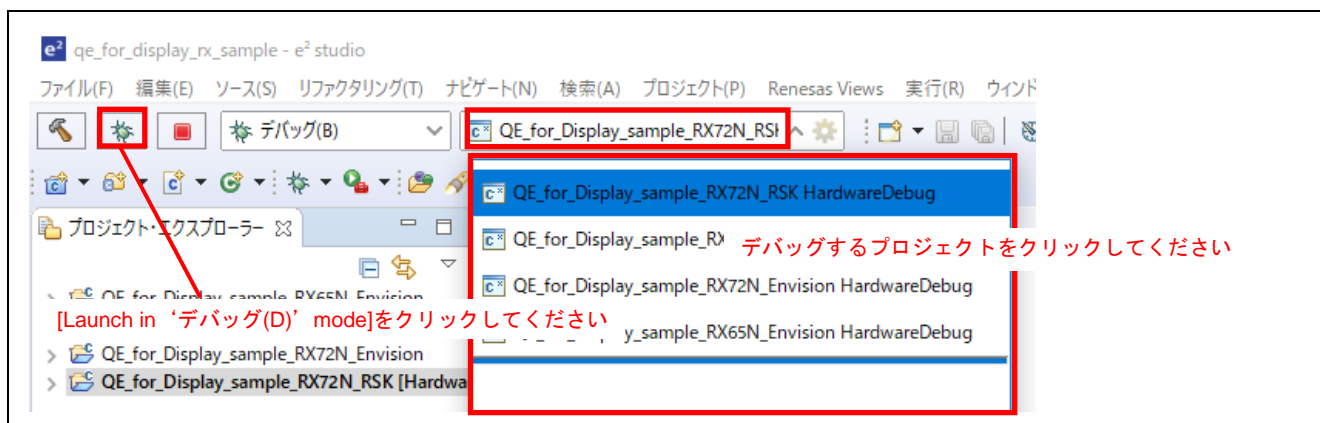 e² qe_for_display_rx_sample - e² studio
ファイル(F) 編集(E) ソース(S) リファクタリング(T) ナビゲート(N) 検索(A) プロジェクト(P) Renesas Views 実行(R) ウィンド
デバッグ(B) QE_for_Display_sample_RX72N_RSK
プロジェクト・エクスプローラー
QE_for_Display_sample_RX72N_RSK HardwareDebug
QE_for_Display_sample_RX
デバッグするプロジェクトをクリックしてください
QE_for_Display_sample_RX72N_Envision HardwareDebug
QE_for_Display_sample_RX65N_Envision
[Launch in‘デバッグ(D)’mode]をクリックしてください
y_sample_RX65N_Envision HardwareDebug
QE_for_Display_sample_RX72N_Envision
QE_for_Display_sample_RX72N_RSK [Hardwa